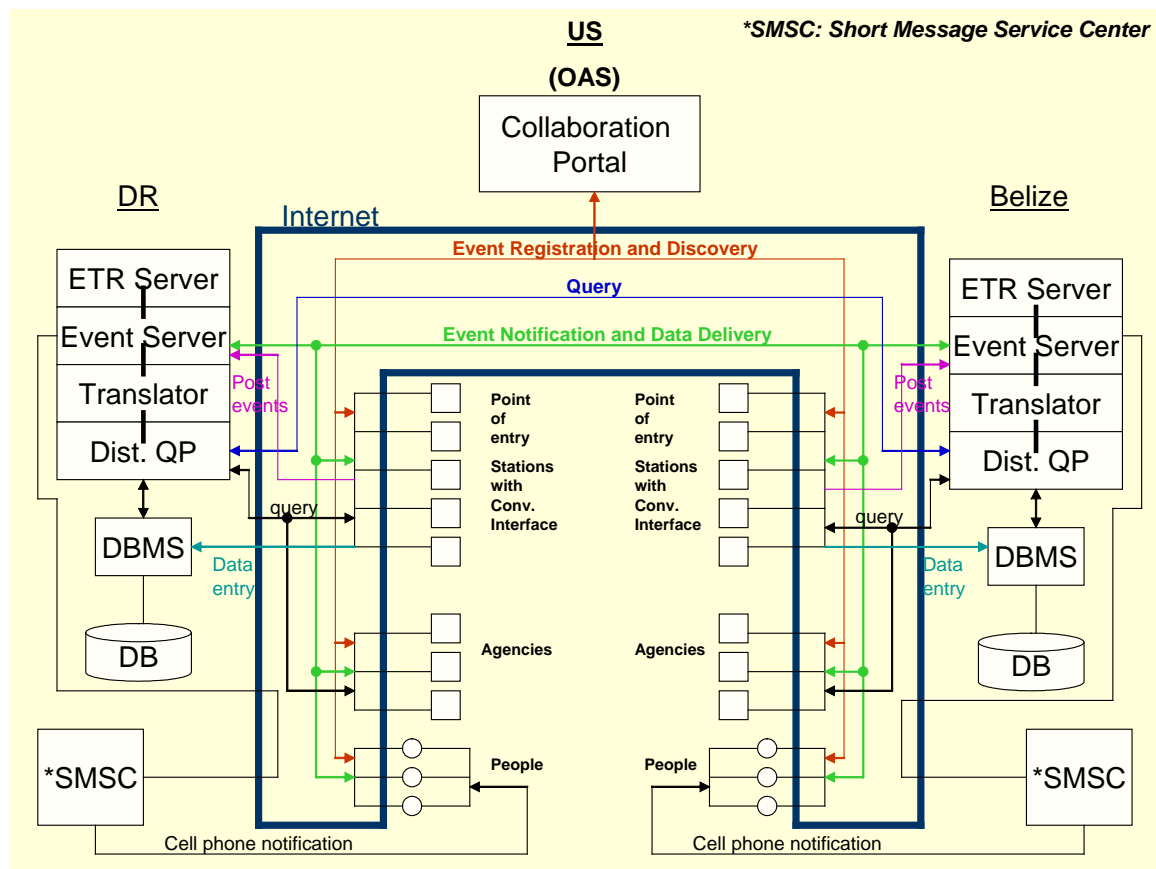 US
*SMSC: Short Message Service Center
(OAS)
Collaboration
Portal
DR
Belize
Internet
Event Registration and Discovery
Query
Event Notification and Data Delivery
ETR Server
Event Server
Translator
Dist. QP
Post
events
query
DBMS
Data
entry
DB
*SMSC
Cell phone notification
Point
of
entry
Stations
with
Conv.
Interface
Agencies
People
Point
of
entry
Stations
with
Conv.
Interface
Agencies
People
ETR Server
Event Server
Translator
Dist. QP
Post
events
query
DBMS
Data
entry
DB
*SMSC
Cell phone notification